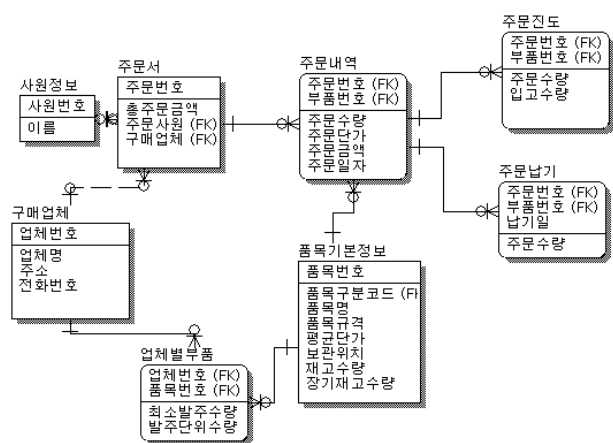 사원정보
사원번호
이름
주문서
주문번호
총주문금액
주문사원 (FK)
구매업체 (FK)
주문내역
주문번호 (FK)
부품번호 (FK)
주문수량
주문단가
주문금액
주문일자
주문진도
주문번호 (FK)
부품번호 (FK)
주문수량
입고수량
주문납기
주문번호 (FK)
부품번호 (FK)
납기일
주문수량
구매업체
업체번호
업체명
주소
전화번호
품목기본정보
품목번호
품목구분코드 (FK
품목명
품목규격
평균단가
보관위치
재고수량
장기재고수량
업체별부품
업체번호 (FK)
품목번호 (FK)
최소발주수량
발주단위수량